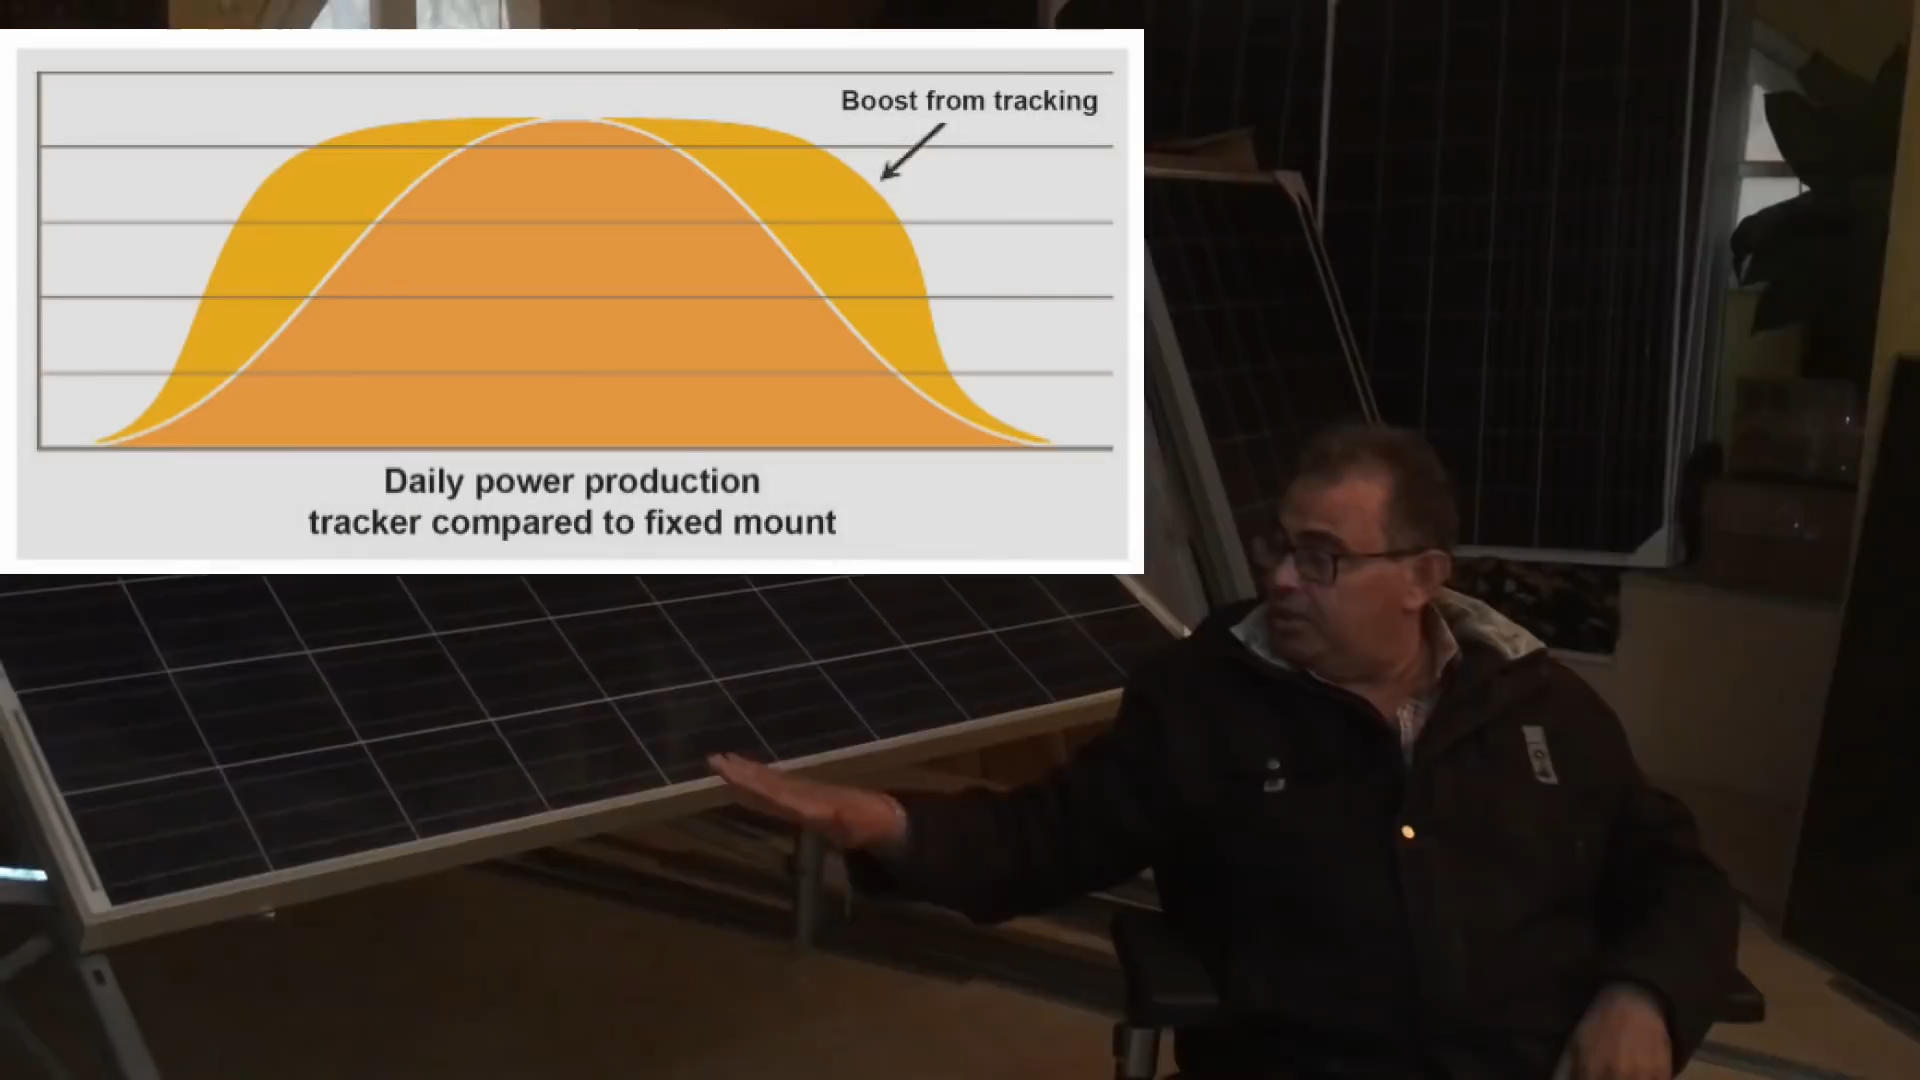 Boost from tracking
Daily power production
tracker compared to fixed mount